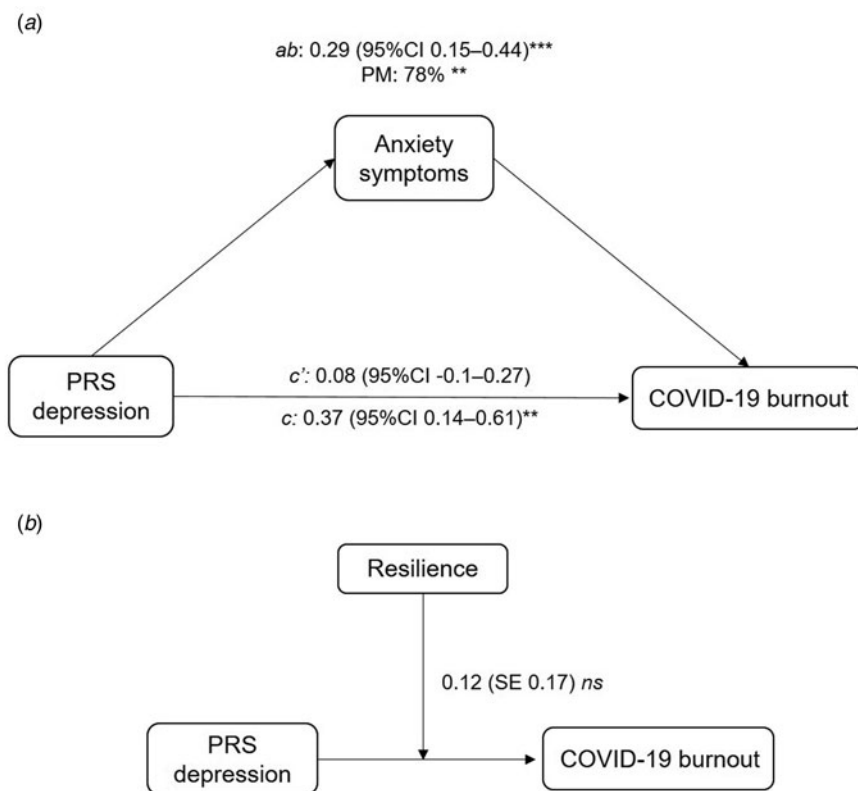 (a)
ab: 0.29 (95%CI 0.15–0.44)***
PM: 78% **
Anxiety
symptoms
PRS
depression
c’: 0.08 (95%CI -0.1–0.27)
c: 0.37 (95%CI 0.14–0.61)**
COVID-19 burnout
(b)
Resilience
0.12 (SE 0.17) ns
PRS
depression
COVID-19 burnout